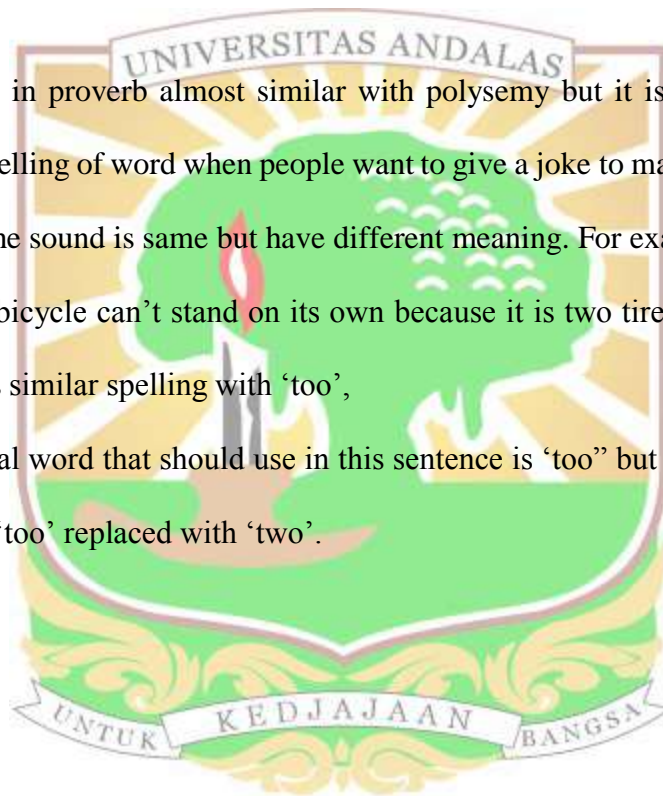 UNIVERSITAS ANDALAS
in proverb almost similar with polysemy but it is
elling of word when people want to give a joke to ma
ne sound is same but have different meaning. For exa
bicycle can’t stand on its own because it is two tire
s similar spelling with ‘too’,
al word that should use in this sentence is ‘too” but
‘too’ replaced with ‘two’.
UNTUK KEDJAJAAN BANGSA